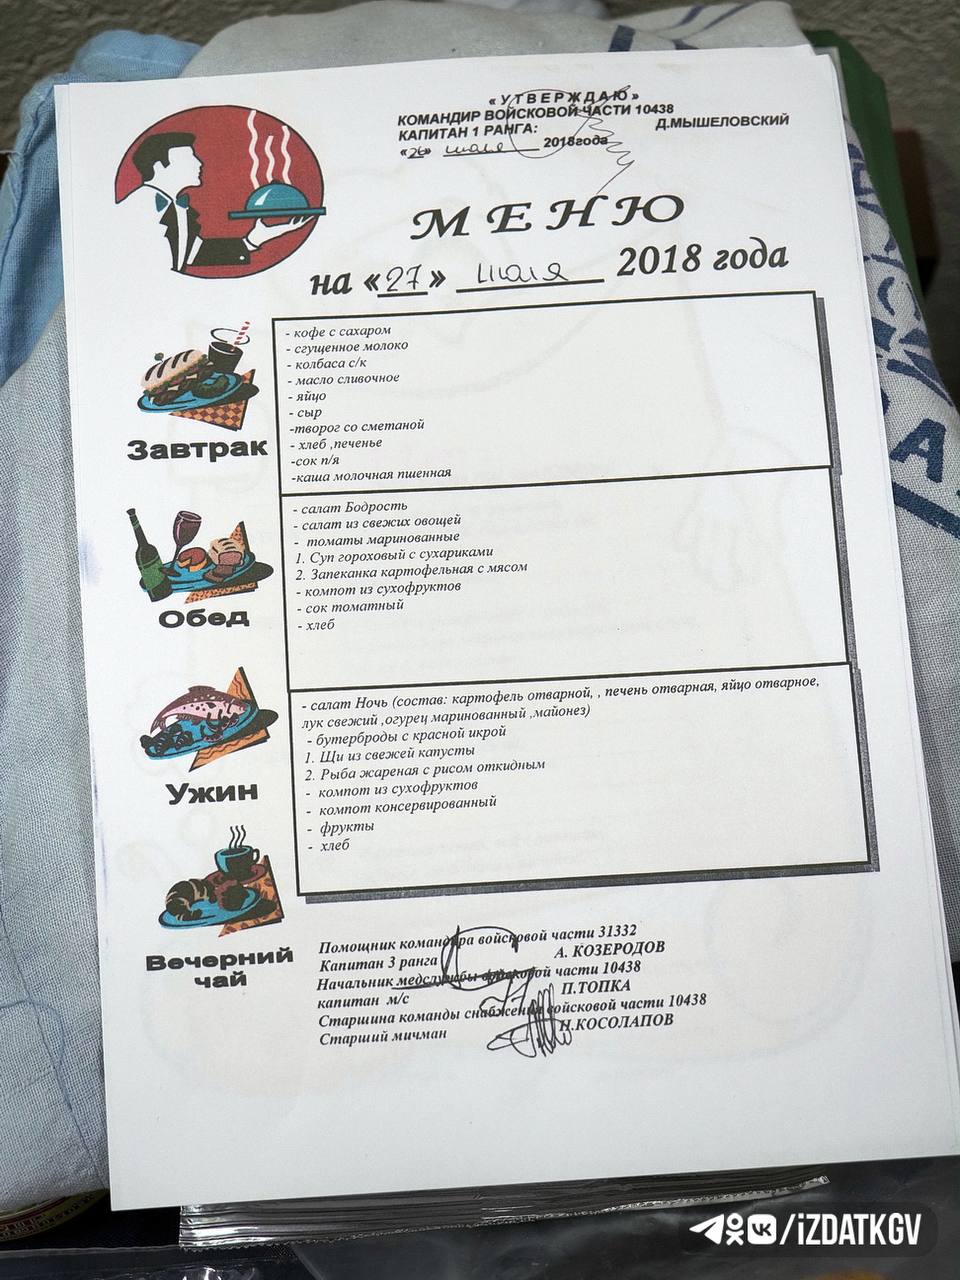 « У Т В Е Р Ж Д А Ю »
КОМАНДИР ВОЙСКОВОЙ ЧАСТИ 10438
КАПИТАН 1 РАНГА: Д.МЫШЕЛОВСКИЙ
«26» июля 2018года
МЕНЮ
на «27» июля 2018 года
Завтрак
- кофе с сахаром
- сгущенное молоко
- колбаса с/к
- масло сливочное
- яйцо
- сыр
-творог со сметаной
- хлеб ,печенье
-сок п/я
-каша молочная пшенная
Обед
- салат Бодрость
- салат из свежих овощей
- томаты маринованные
1. Суп гороховый с сухариками
2. Запеканка картофельная с мясом
- компот из сухофруктов
- сок томатный
- хлеб
Ужин
- салат Ночь (состав: картофель отварной, , печень отварная, яйцо отварное,
лук свежий ,огурец маринованный ,майонез)
- бутерброды с красной икрой
1. Щи из свежей капусты
2. Рыба жареная с рисом откидным
- компот из сухофруктов
- компот консервированный
- фрукты
- хлеб
Вечерний
чай
Помощник командира войсковой части 31332
Капитан 3 ранга А. КОЗЕРОДОВ
Начальник медслужбы войсковой части 10438
капитан м/с П.ТОПКА
Старшина команды снабжения войсковой части 10438
Старший мичман Н.КОСОЛАПОВ
/IZDATKGV